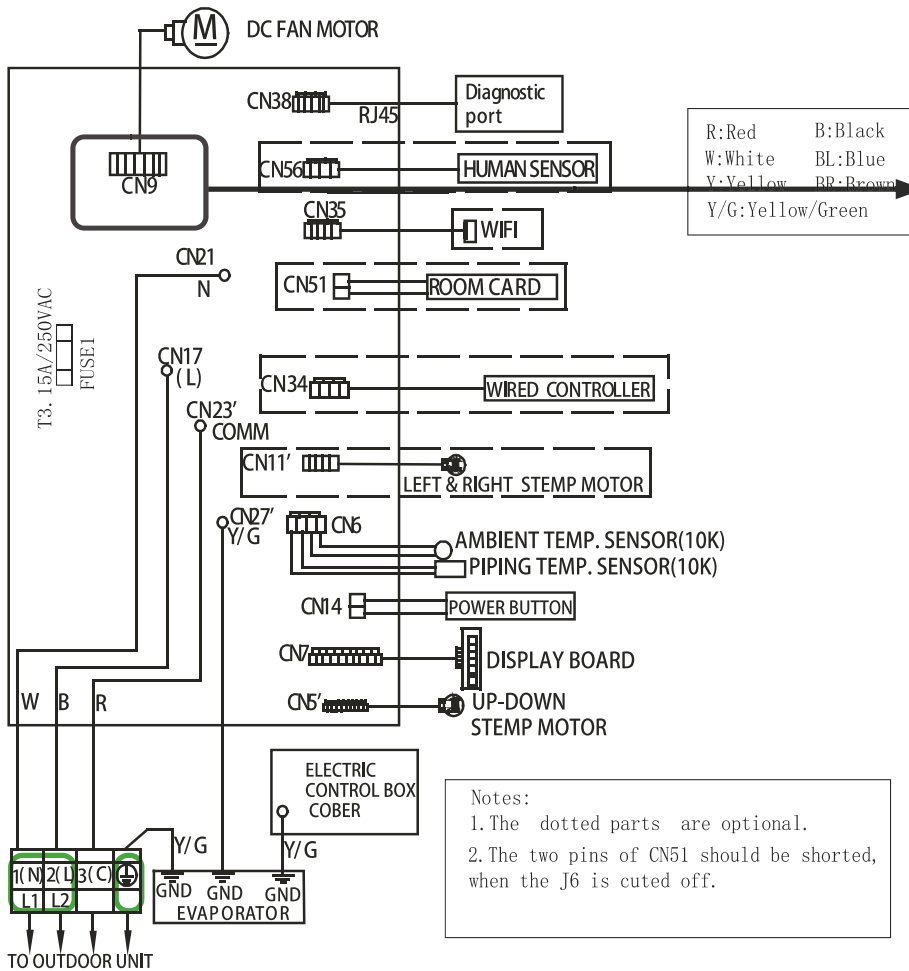 M DC FAN MOTOR
CN38
RJ45
Diagnostic
port
R:Red B:Black
W:White BL:Blue
Y:Yellow BR:Brown
Y/G:Yellow/Green
CN9
CN56
HUMAN SENSOR
CN35
WIFI
CN21
N
CN51
ROOM CARD
T3.15A/250VAC
FUSE1
CN17
(L)
CN34
WIRED CONTROLLER
CN23'
COMM
CN11'
LEFT & RIGHT STEMP MOTOR
CN27'
Y/G
CN6
AMBIENT TEMP. SENSOR(10K)
PIPING TEMP. SENSOR(10K)
CN14
POWER BUTTON
CN7
DISPLAY BOARD
CN5'
UP-DOWN
STEMP MOTOR
W B R
ELECTRIC
CONTROL BOX
COBER
Y/G
Y/G
1(N) 2(L) 3(C)
L1 L2
GND GND GND
EVAPORATOR
TO OUTDOOR UNIT
Notes:
1.The dotted parts are optional.
2.The two pins of CN51 should be shorted,
when the J6 is cuted off.